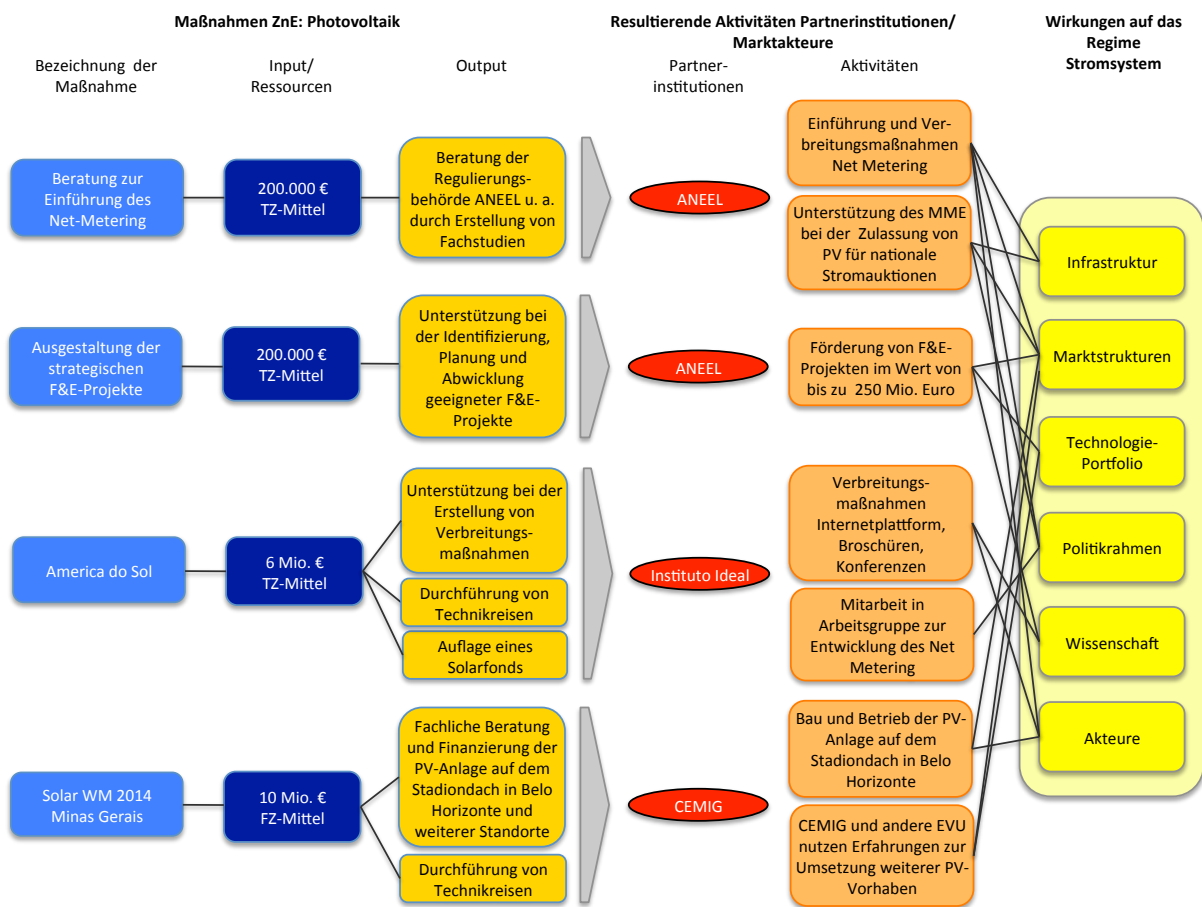 Maßnahmen ZnE: Photovoltaik
Resultierende Aktivitäten Partnerinstitutionen/
Marktakteure
Wirkungen auf das
Regime
Stromsystem
Bezeichnung der
Maßnahme
Input/
Ressourcen
Output
Partner-
institutionen
Aktivitäten
Beratung zur
Einführung des
Net-Metering
200.000 €
TZ-Mittel
Beratung der
Regulierungs-
behörde ANEEL u. a.
durch Erstellung von
Fachstudien
ANEEL
Einführung und Ver-
breitungsmaßnahmen
Net Metering
Unterstützung des MME
bei der Zulassung von
PV für nationale
Stromauktionen
Ausgestaltung der
strategischen
F&E-Projekte
200.000 €
TZ-Mittel
Unterstützung bei
der Identifizierung,
Planung und
Abwicklung
geeigneter F&E-
Projekte
ANEEL
Förderung von F&E-
Projekten im Wert von
bis zu 250 Mio. Euro
America do Sol
6 Mio. €
TZ-Mittel
Unterstützung bei der
Erstellung von
Verbreitungs-
maßnahmen
Durchführung von
Technikreisen
Auflage eines
Solarfonds
Instituto Ideal
Verbreitungs-
maßnahmen
Internetplattform,
Broschüren,
Konferenzen
Mitarbeit in
Arbeitsgruppe zur
Entwicklung des Net
Metering
Solar WM 2014
Minas Gerais
10 Mio. €
FZ-Mittel
Fachliche Beratung
und Finanzierung der
PV-Anlage auf dem
Stadiondach in Belo
Horizonte und
weiterer Standorte
Durchführung von
Technikreisen
CEMIG
Bau und Betrieb der PV-
Anlage auf dem
Stadiondach in Belo
Horizonte
CEMIG und andere EVU
nutzen Erfahrungen zur
Umsetzung weiterer PV-
Vorhaben
Infrastruktur
Marktstrukturen
Technologie-
Portfolio
Politikrahmen
Wissenschaft
Akteure